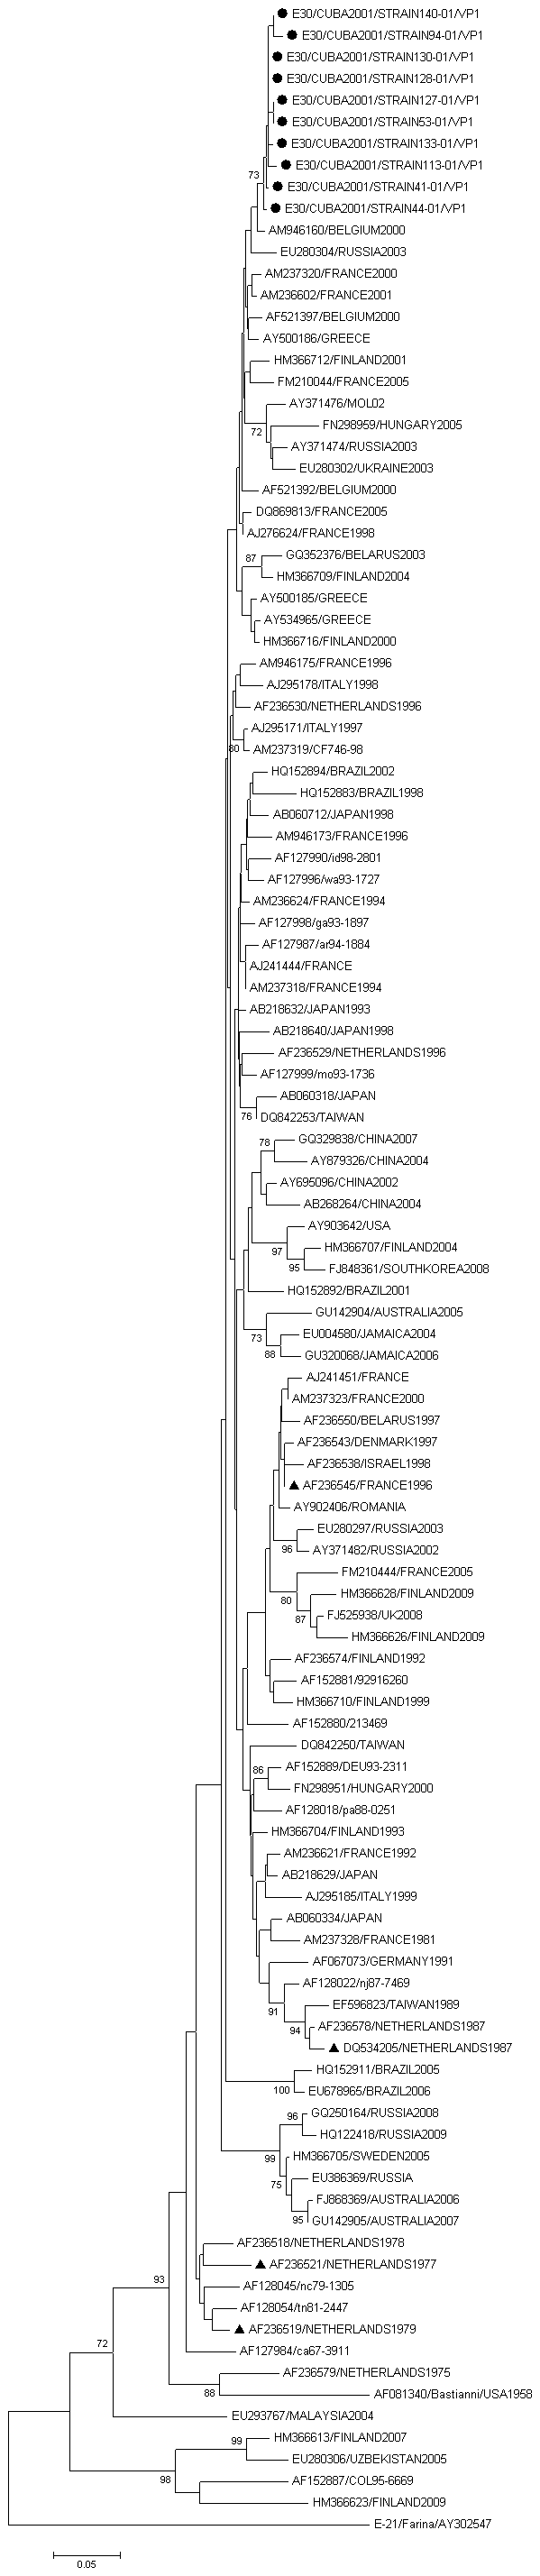 E30/CUBA2001/STRAIN140-01/VP1
E30/CUBA2001/STRAIN94-01/VP1
E30/CUBA2001/STRAIN130-01/VP1
E30/CUBA2001/STRAIN128-01/VP1
E30/CUBA2001/STRAIN127-01/VP1
E30/CUBA2001/STRAIN53-01/VP1
E30/CUBA2001/STRAIN133-01/VP1
E30/CUBA2001/STRAIN113-01/VP1
73
E30/CUBA2001/STRAIN41-01/VP1
E30/CUBA2001/STRAIN44-01/VP1
AM946160/BELGIUM2000
EU280304/RUSSIA2003
AM237320/FRANCE2000
AM236602/FRANCE2001
AF521397/BELGIUM2000
AY500186/GREECE
HM366712/FINLAND2001
FM210044/FRANCE2005
AY371476/MOL02
FN298959/HUNGARY2005
72
AY371474/RUSSIA2003
EU280302/UKRAINE2003
AF521392/BELGIUM2000
DQ869813/FRANCE2005
AJ276624/FRANCE1998
87
GQ352376/BELARUS2003
HM366709/FINLAND2004
AY500185/GREECE
AY534965/GREECE
HM366716/FINLAND2000
AM946175/FRANCE1996
AJ295178/ITALY1998
AF236530/NETHERLANDS1996
AJ295171/ITALY1997
80
AM237319/CF746-98
HQ152894/BRAZIL2002
HQ152883/BRAZIL1998
AB060712/JAPAN1998
AM946173/FRANCE1996
AF127990/id98-2801
AF127996/wa93-1727
AM236624/FRANCE1994
AF127998/ga93-1897
AF127987/ar94-1884
AJ241444/FRANCE
AM237318/FRANCE1994
AB218632/JAPAN1993
AB218640/JAPAN1998
AF236529/NETHERLANDS1996
AF127999/mo93-1736
AB060318/JAPAN
76
DQ842253/TAIWAN
78
GQ329838/CHINA2007
AY879326/CHINA2004
AY695096/CHINA2002
AB268264/CHINA2004
AY903642/USA
97
HM366707/FINLAND2004
95
FJ848361/SOUTHKOREA2008
HQ152892/BRAZIL2001
GU142904/AUSTRALIA2005
73
EU004580/JAMAICA2004
88
GU320068/JAMAICA2006
AJ241451/FRANCE
AM237323/FRANCE2000
AF236550/BELARUS1997
AF236543/DENMARK1997
AF236538/ISRAEL1998
AF236545/FRANCE1996
AY902406/ROMANIA
EU280297/RUSSIA2003
96
AY371482/RUSSIA2002
FM210444/FRANCE2005
80
HM366628/FINLAND2009
87
FJ525938/UK2008
HM366626/FINLAND2009
AF236574/FINLAND1992
AF152881/92916260
HM366710/FINLAND1999
AF152880/213469
DQ842250/TAIWAN
86
AF152889/DEU93-2311
FN298951/HUNGARY2000
AF128018/pa88-0251
HM366704/FINLAND1993
AM236621/FRANCE1992
AB218629/JAPAN
AJ295185/ITALY1999
AB060334/JAPAN
AM237328/FRANCE1981
AF067073/GERMANY1991
AF128022/nj87-7469
91
EF596823/TAIWAN1989
94
AF236578/NETHERLANDS1987
DQ534205/NETHERLANDS1987
HQ152911/BRAZIL2005
100
EU678965/BRAZIL2006
96
GQ250164/RUSSIA2008
HQ122418/RUSSIA2009
99
HM366705/SWEDEN2005
75
EU386369/RUSSIA
FJ868369/AUSTRALIA2006
95
GU142905/AUSTRALIA2007
AF236518/NETHERLANDS1978
AF236521/NETHERLANDS1977
93
AF128045/nc79-1305
AF128054/tn81-2447
72
AF236519/NETHERLANDS1979
AF127984/ca67-3911
AF236579/NETHERLANDS1975
88
AF081340/Bastianni/USA1958
EU293767/MALAYSIA2004
99
HM366613/FINLAND2007
EU280306/UZBEKISTAN2005
98
AF152887/COL95-6669
HM366623/FINLAND2009
E-21/Farina/AY302547
0.05